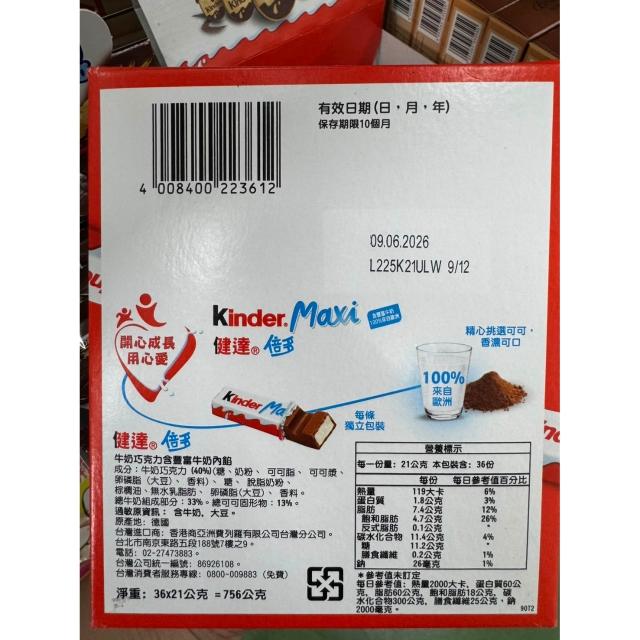 有效日期(日，月，年)
保存期限10個月
4 008400 223612
09.06.2026
L225K21ULW 9/12
開心成長
用心愛
Kinder Maxi
健達® 倍多
含豐富牛奶
100%來自歐洲
精心挑選可可，
香濃可口
100%
來自
歐洲
Kinder Ma
每條
獨立包裝
健達® 倍多
牛奶巧克力含豐富牛奶內餡
成分：牛奶巧克力 (40%)(糖、奶粉、可可脂、可可漿、
卵磷脂 (大豆)、香料)、糖、脫脂奶粉、
棕櫚油、無水乳脂肪、卵磷脂(大豆)、香料。
總牛奶組成部分：33%。總可可固形物：13%。
過敏原資訊：含牛奶、大豆。
原產地：德國
台灣進口商：香港商亞洲費列羅有限公司台灣分公司。
台北市南京東路五段188號7樓之9。
電話：02-27473883。
台灣公司統一編號：86926108。
台灣消費者服務專線：0800-009883 (免費)
淨重：36x21公克 =756公克
營養標示
每一份量：21公克 本包裝含：36份
每份 每日參考值百分比
熱量 119大卡 6%
蛋白質 1.8公克 3%
脂肪 7.4公克 12%
飽和脂肪 4.7公克 26%
反式脂肪 0.1公克 *
碳水化合物 11.4公克 4%
糖 11.2公克 *
膳食纖維 0.2公克 1%
鈉 26毫克 1%
*參考值未訂定
每日參考值：熱量2000大卡、蛋白質60公
克、脂肪60公克、飽和脂肪18公克、碳
水化合物300公克、膳食纖維25公克、鈉
2000毫克。
90T2